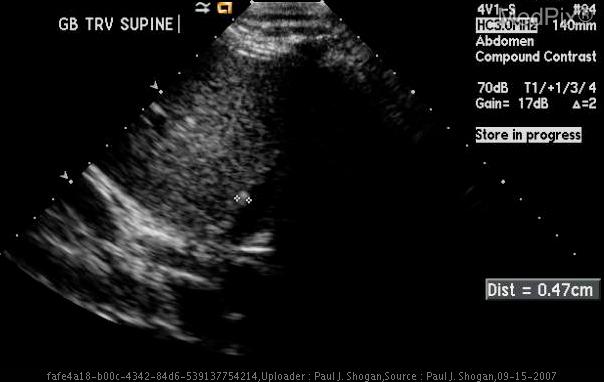 GB TRV SUPINE
4V1-S #94
HC3.0MHz 140mm
MedPix®
Abdomen
Compound Contrast
70dB T1/+1/3/4
Gain= 17dB Δ=2
Store in progress
Dist = 0.47cm
fafe4a18-b00c-4342-84d6-539137754214,Uploader : Paul J. Shogan,Source : Paul J. Shogan,09-15-2007